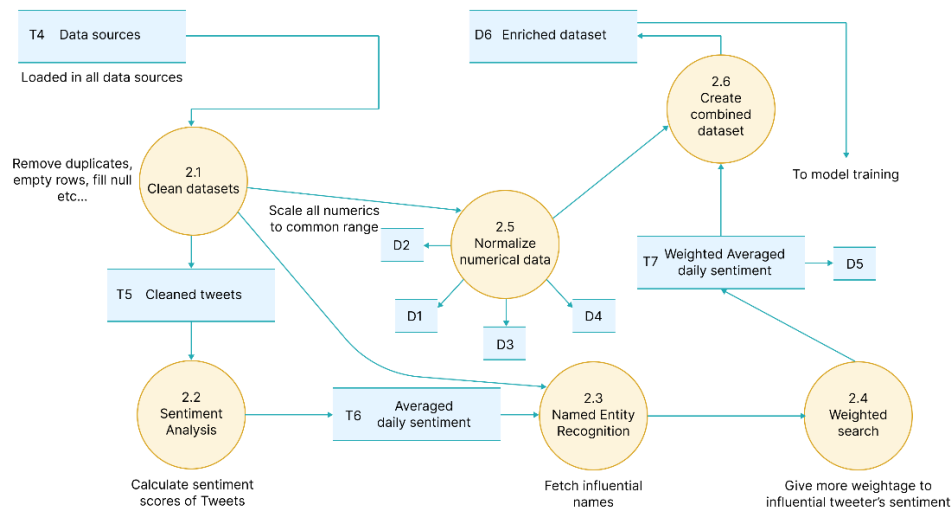 T4 Data sources
Loaded in all data sources
D6 Enriched dataset
2.6
Create
combined
dataset
To model training
Remove duplicates,
empty rows, fill null
etc...
2.1
Clean datasets
Scale all numerics
to common range
2.5
Normalize
numerical data
D2
D1
D3
D4
T7 Weighted Averaged
daily sentiment
D5
T5 Cleaned tweets
2.2
Sentiment
Analysis
Calculate sentiment
scores of Tweets
T6 Averaged
daily sentiment
2.3
Named Entity
Recognition
Fetch influential
names
2.4
Weighted
search
Give more weightage to
influential tweeter's sentiment